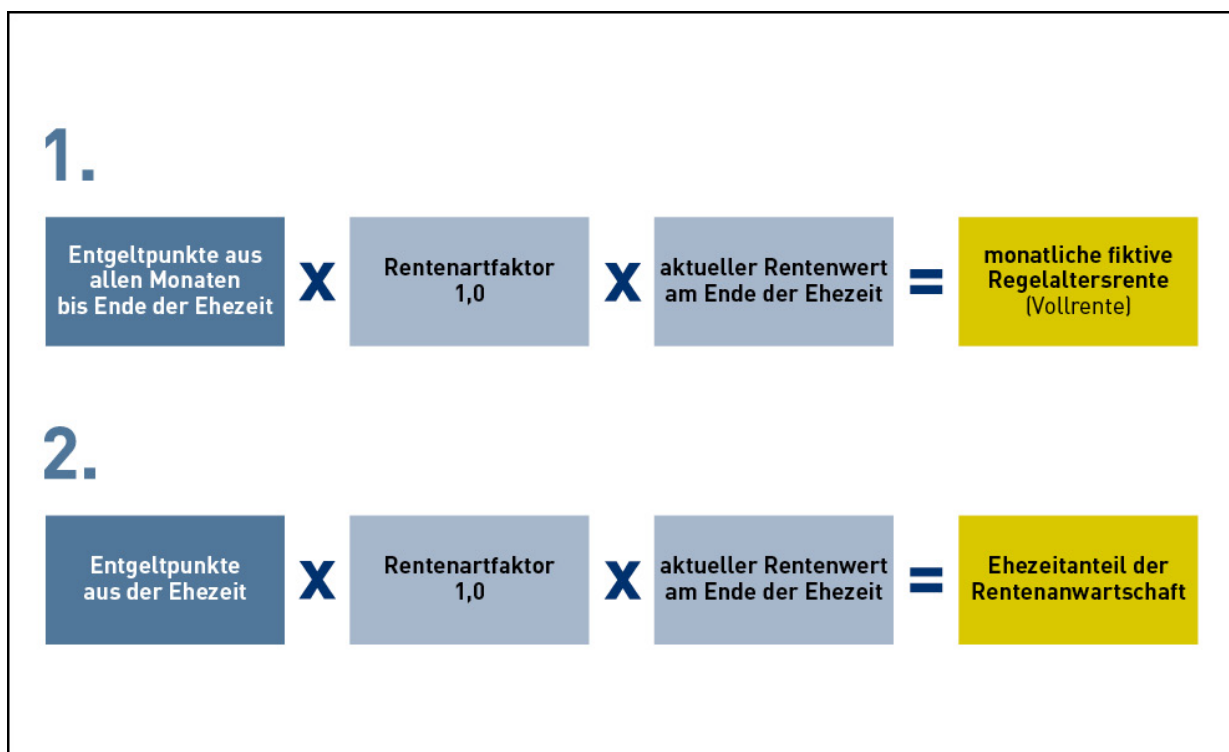 1.
Entgeltpunkte aus
allen Monaten
bis Ende der Ehezeit
X
Rentenartfaktor
1,0
X
aktueller Rentenwert
am Ende der Ehezeit
=
monatliche fiktive
Regelaltersrente
(Vollrente)
2.
Entgeltpunkte
aus der Ehezeit
X
Rentenartfaktor
1,0
X
aktueller Rentenwert
am Ende der Ehezeit
=
Ehezeitanteil der
Rentenanwartschaft